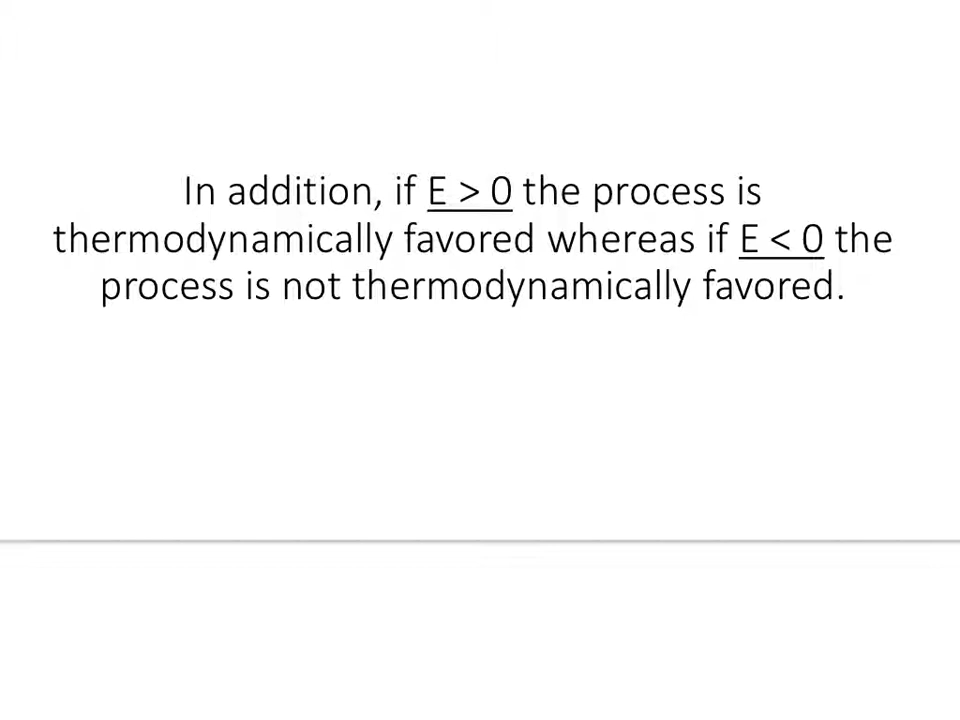 In addition, if E > 0 the process is
thermodynamically favored whereas if E < 0 the
process is not thermodynamically favored.